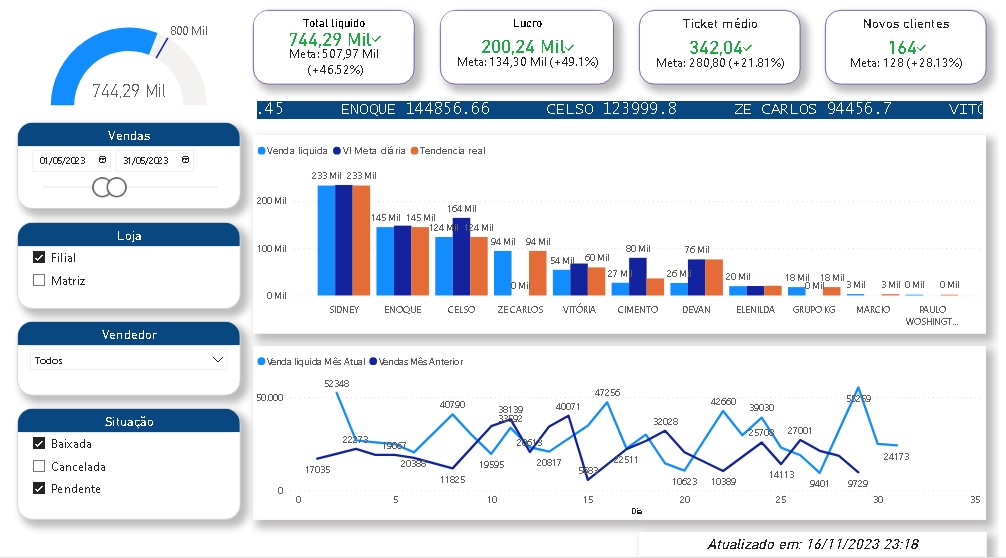 800 Mil
744,29 Mil
Total liquido
744,29 Mil✓
Meta: 507,97 Mil
(+46.52%)
Lucro
200,24 Mil✓
Meta: 134,30 Mil (+49.1%)
Ticket médio
342,04✓
Meta: 280,80 (+21.81%)
Novos clientes
164✓
Meta: 128 (+28.13%)
.45 ENOQUE 144856.66 CELSO 123999.8 ZE CARLOS 94456.7 VITÓ
Vendas
01/05/2023 31/05/2023
Loja
Filial
Matriz
Vendedor
Todos
Situação
Baixada
Cancelada
Pendente
Venda liquida VI Meta diária Tendencia real
200 Mil
100 Mil
0 Mil
233 Mil 233 Mil
145 Mil 145 Mil
124 Mil 164 Mil 124 Mil
94 Mil 0 Mil 94 Mil
54 Mil 60 Mil
27 Mil 80 Mil
26 Mil 76 Mil
20 Mil
18 Mil 0 Mil 18 Mil
3 Mil 3 Mil
0 Mil 0 Mil
SIDNEY ENOQUE CELSO ZE CARLOS VITÓRIA CIMENTO DEVAN ELENILDA GRUPO KG MARCIO PAULO
WOSHINGT...
Venda liquida Mês Atual Vendas Mês Anterior
50.000
0
52348
17035
22273
19067
20388
40790
11825
19595
38139
20817
40071
47256
22511
32028
10623
42660
10389
39030
25708
14113
27001
9401
9729
24173
0 5 10 15 20 25 30 35
Dia
Atualizado em: 16/11/2023 23:18